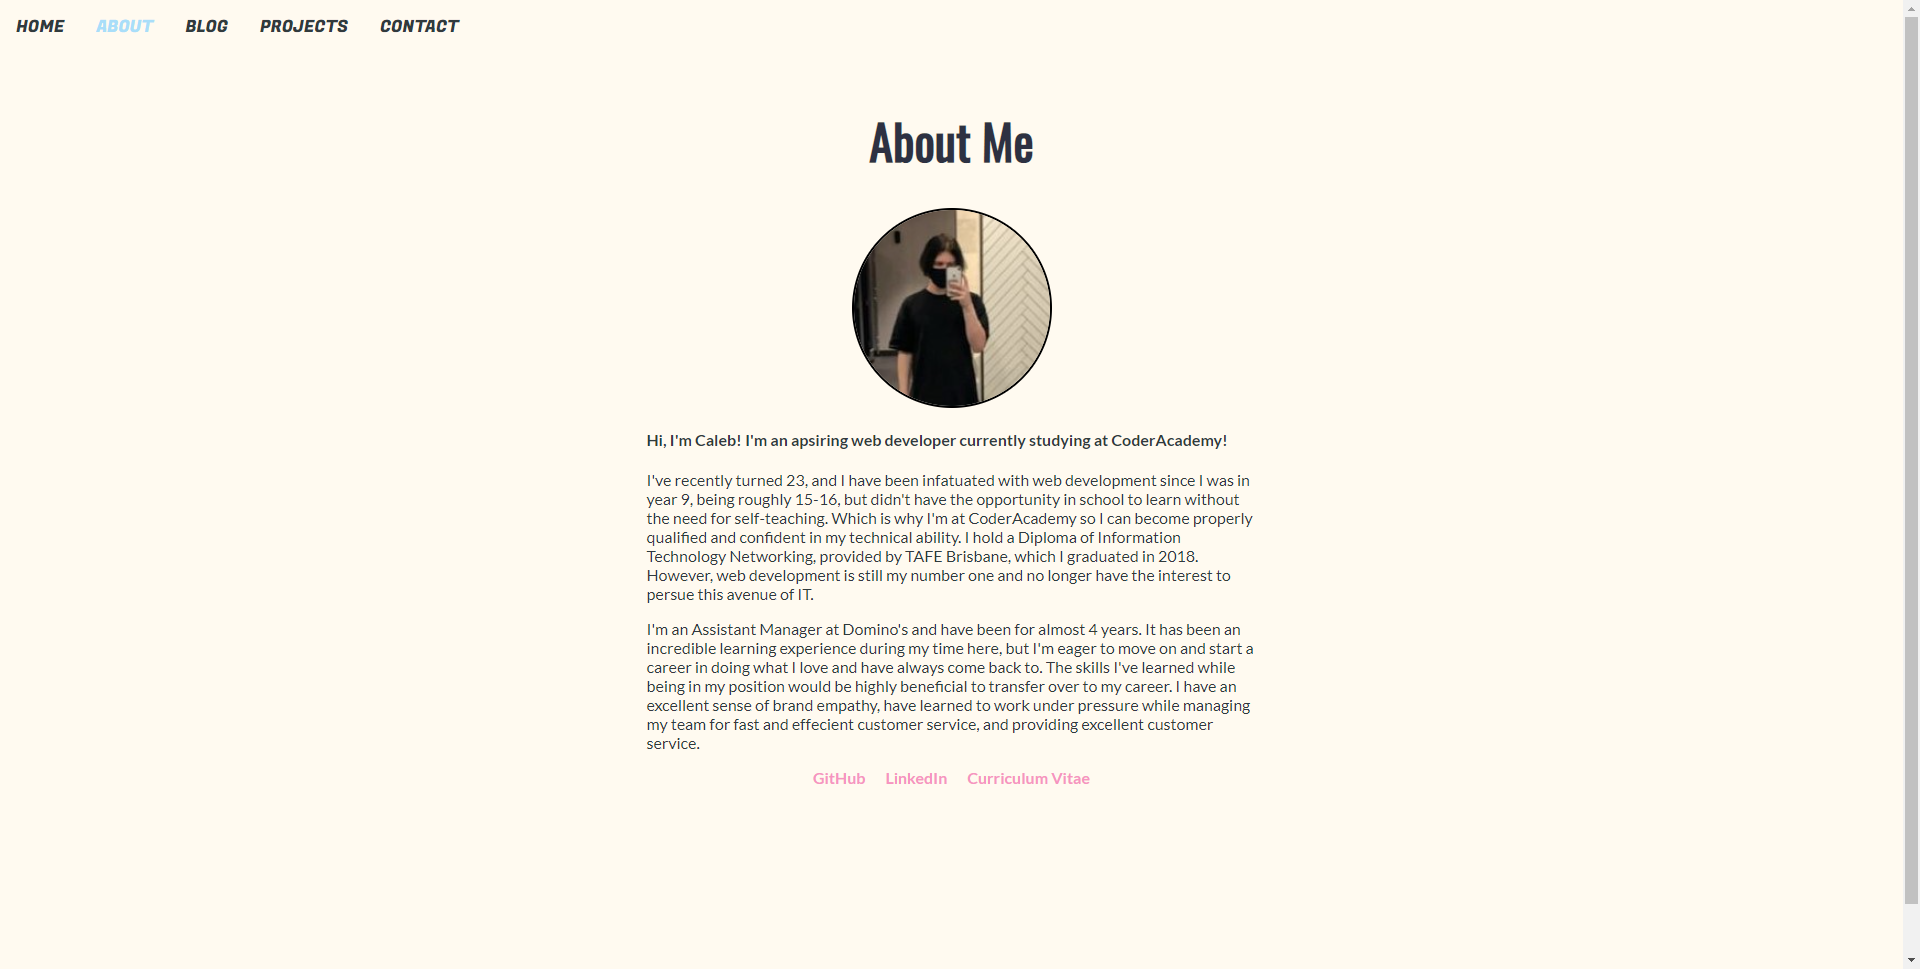 HOME ABOUT BLOG PROJECTS CONTACT
About Me
Hi, I'm Caleb! I'm an apsiring web developer currently studying at CoderAcademy!
I've recently turned 23, and I have been infatuated with web development since I was in
year 9, being roughly 15-16, but didn't have the opportunity in school to learn without
the need for self-teaching. Which is why I'm at CoderAcademy so I can become properly
qualified and confident in my technical ability. I hold a Diploma of Information
Technology Networking, provided by TAFE Brisbane, which I graduated in 2018.
However, web development is still my number one and no longer have the interest to
persue this avenue of IT.
I'm an Assistant Manager at Domino's and have been for almost 4 years. It has been an
incredible learning experience during my time here, but I'm eager to move on and start a
career in doing what I love and have always come back to. The skills I've learned while
being in my position would be highly beneficial to transfer over to my career. I have an
excellent sense of brand empathy, have learned to work under pressure while managing
my team for fast and effecient customer service, and providing excellent customer
service.
GitHub LinkedIn Curriculum Vitae